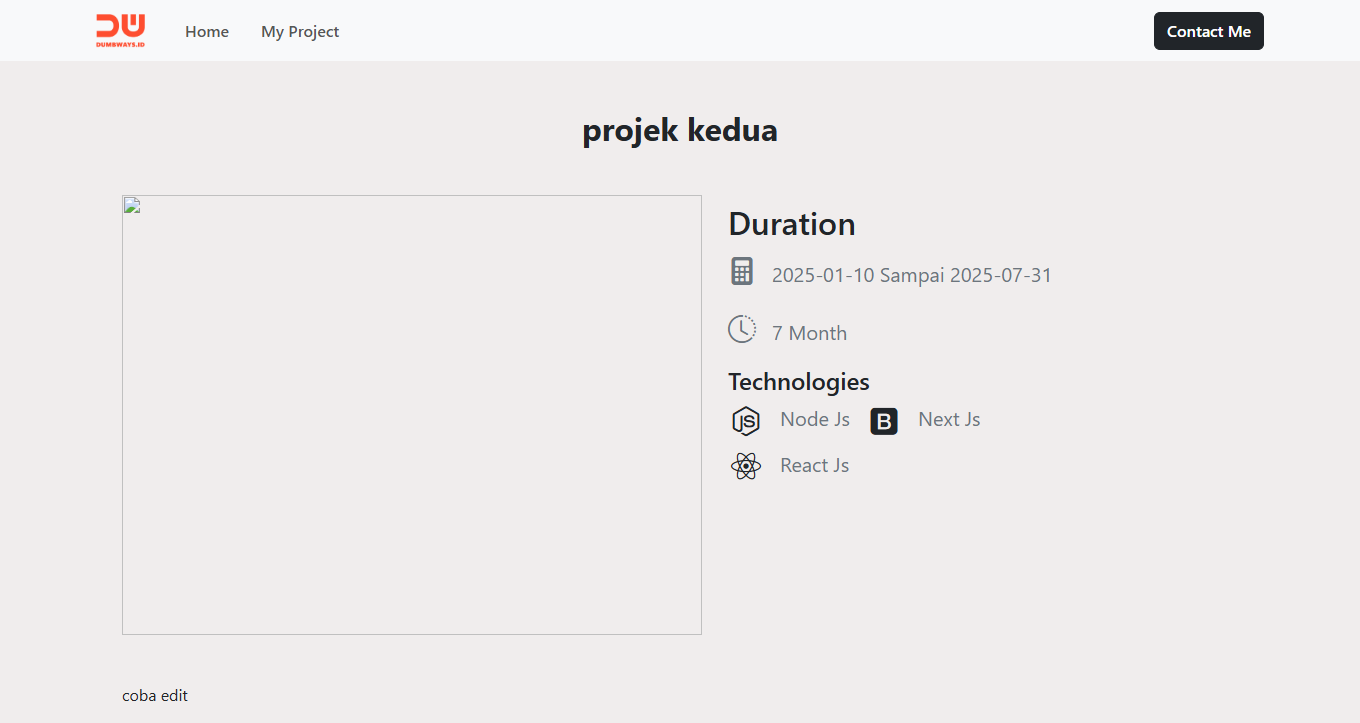 DW
DUMBWAYS.ID
Home
My Project
Contact Me
projek kedua
Duration
2025-01-10 Sampai 2025-07-31
7 Month
Technologies
JS Node Js B Next Js
React Js
coba edit